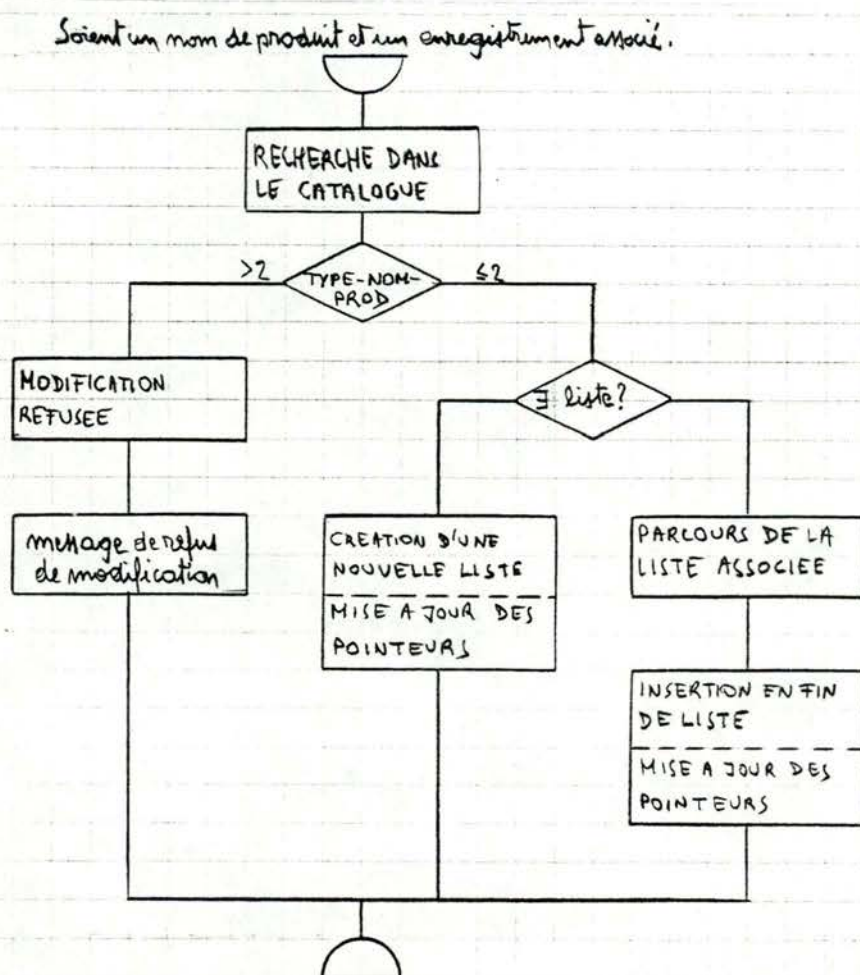 Soient un nom de produit et un enregistrement associé.
RECHERCHE DANS
LE CATALOGUE
>2
TYPE-NOM-
PROD
≤2
MODIFICATION
REFUSEE
∃ liste?
message de refus
de modification
CREATION D'UNE
NOUVELLE LISTE
MISE A JOUR DES
POINTEURS
PARCOURS DE LA
LISTE ASSOCIEE
INSERTION EN FIN
DE LISTE
MISE A JOUR DES
POINTEURS